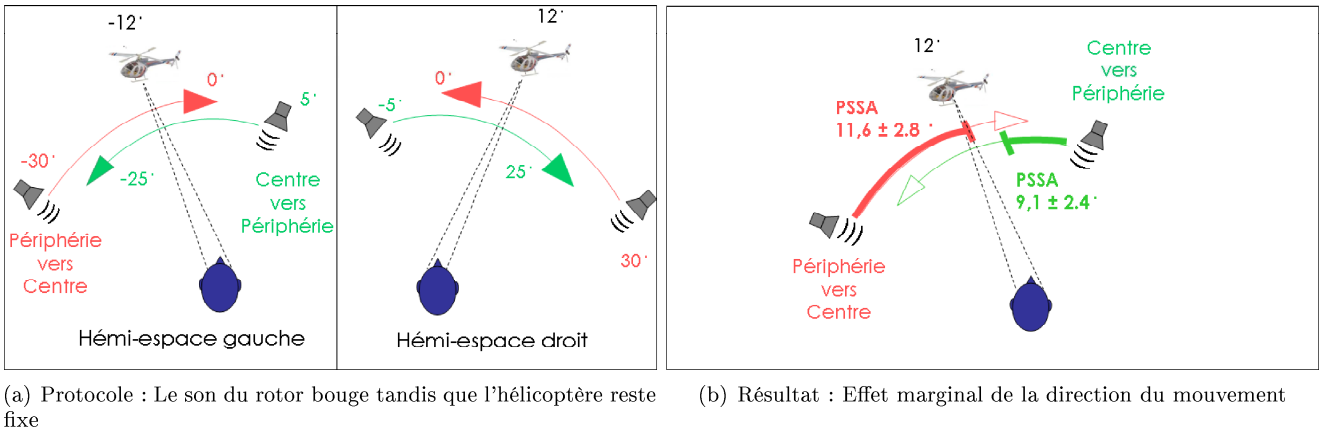 -12˙
0˙
5˙
-30˙
-25˙
Centre
vers
Périphérie
Périphérie
vers
Centre
Hémi-espace gauche
12˙
0˙
-5˙
25˙
30˙
Hémi-espace droit
12˙
Centre
vers
Périphérie
PSSA
11,6 ± 2.8 ˙
PSSA
9,1 ± 2.4˙
Périphérie
vers
Centre
(a) Protocole : Le son du rotor bouge tandis que l'hélicoptère reste
fixe
(b) Résultat : Effet marginal de la direction du mouvement